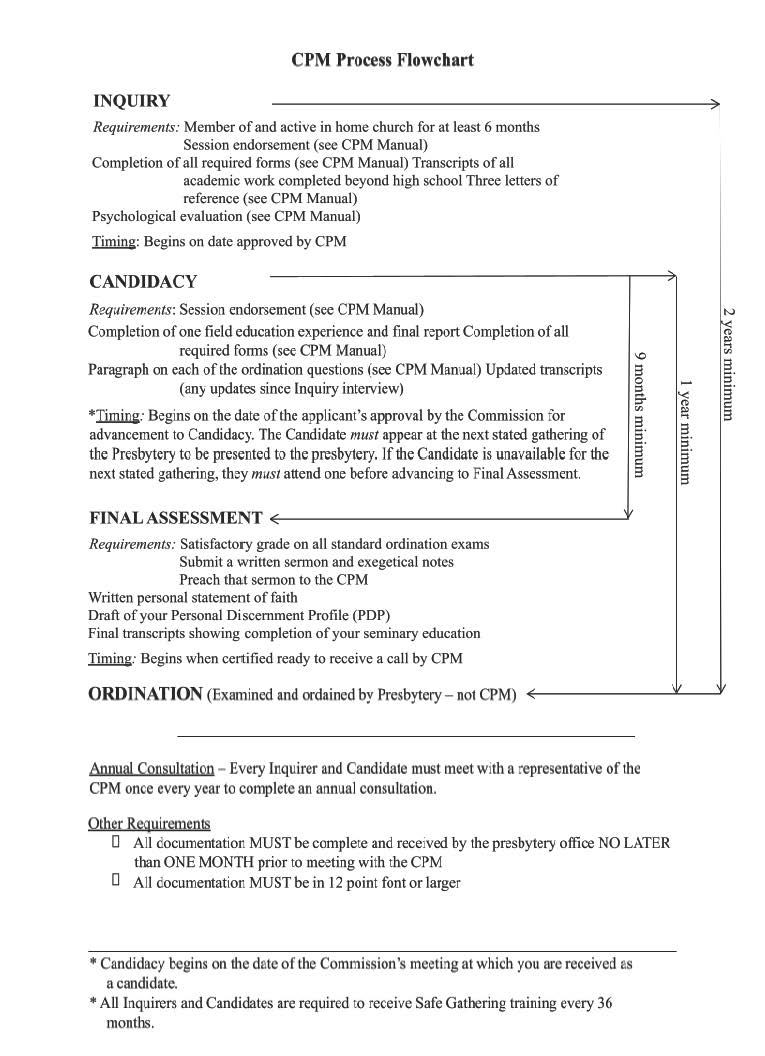 CPM Process Flowchart
INQUIRY
Requirements: Member of and active in home church for at least 6 months
Session endorsement (see CPM Manual)
Completion of all required forms (see CPM Manual) Transcripts of all
academic work completed beyond high school Three letters of
reference (see CPM Manual)
Psychological evaluation (see CPM Manual)
Timing: Begins on date approved by CPM
CANDIDACY
Requirements: Session endorsement (see CPM Manual)
Completion of one field education experience and final report Completion of all
required forms (see CPM Manual)
Paragraph on each of the ordination questions (see CPM Manual) Updated transcripts
(any updates since Inquiry interview)
*Timing: Begins on the date of the applicant's approval by the Commission for
advancement to Candidacy. The Candidate must appear at the next stated gathering of
the Presbytery to be presented to the presbytery. If the Candidate is unavailable for the
next stated gathering, they must attend one before advancing to Final Assessment.
9 months minimum
1 year minimum
2 years minimum
FINAL ASSESSMENT
Requirements: Satisfactory grade on all standard ordination exams
Submit a written sermon and exegetical notes
Preach that sermon to the CPM
Written personal statement of faith
Draft of your Personal Discernment Profile (PDP)
Final transcripts showing completion of your seminary education
Timing: Begins when certified ready to receive a call by CPM
ORDINATION (Examined and ordained by Presbytery – not CPM)
Annual Consultation – Every Inquirer and Candidate must meet with a representative of the
CPM once every year to complete an annual consultation.
Other Requirements
All documentation MUST be complete and received by the presbytery office NO LATER
than ONE MONTH prior to meeting with the CPM
All documentation MUST be in 12 point font or larger
* Candidacy begins on the date of the Commission's meeting at which you are received as
a candidate.
* All Inquirers and Candidates are required to receive Safe Gathering training every 36
months.